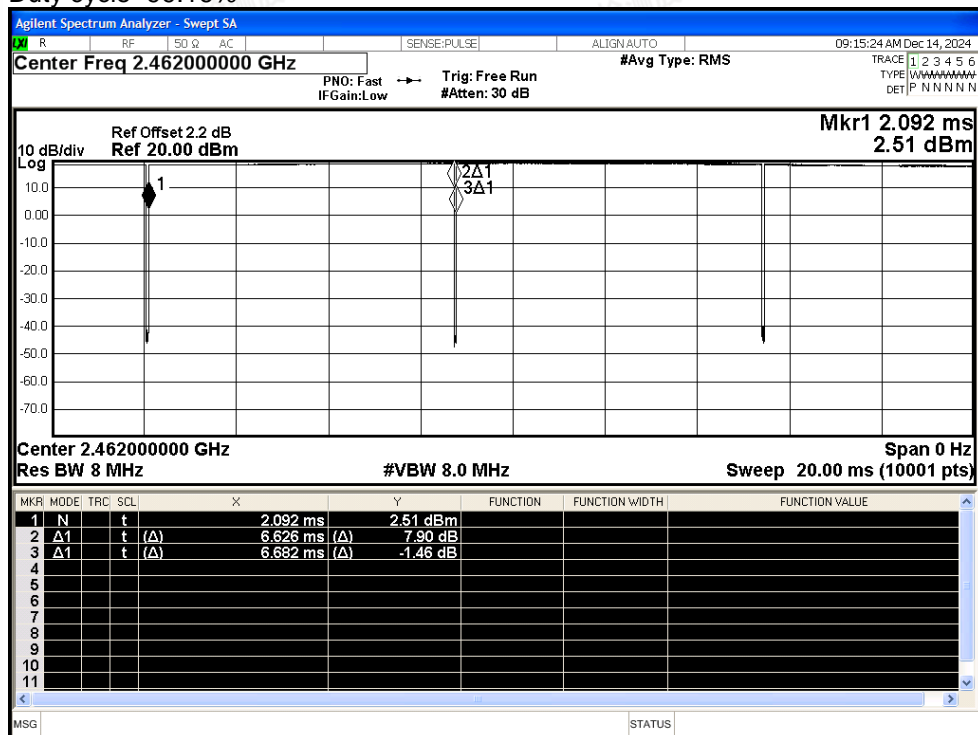 Agilent Spectrum Analyzer - Swept SA
LXI R RF 50 Ω AC SENSE:PULSE ALIGN AUTO 09:15:24 AM Dec 14, 2024
Center Freq 2.462000000 GHz
#Avg Type: RMS
TRACE 1 2 3 4 5 6
TYPE
DET P N N N N N
PNO: Fast
IFGain:Low
Trig: Free Run
#Atten: 30 dB
Mkr1 2.092 ms
2.51 dBm
Ref Offset 2.2 dB
10 dB/div Ref 20.00 dBm
Log
10.0
0.00
-10.0
-20.0
-30.0
-40.0
-50.0
-60.0
-70.0
1
2Δ1
3Δ1
Center 2.462000000 GHz Span 0 Hz
Res BW 8 MHz #VBW 8.0 MHz Sweep 20.00 ms (10001 pts)
MKR MODE TRC SCL X Y FUNCTION FUNCTION WIDTH FUNCTION VALUE
1 N t 2.092 ms 2.51 dBm
2 Δ1 t (Δ) 6.626 ms (Δ) 7.90 dB
3 Δ1 t (Δ) 6.682 ms (Δ) -1.46 dB
4
5
6
7
8
9
10
11
MSG STATUS